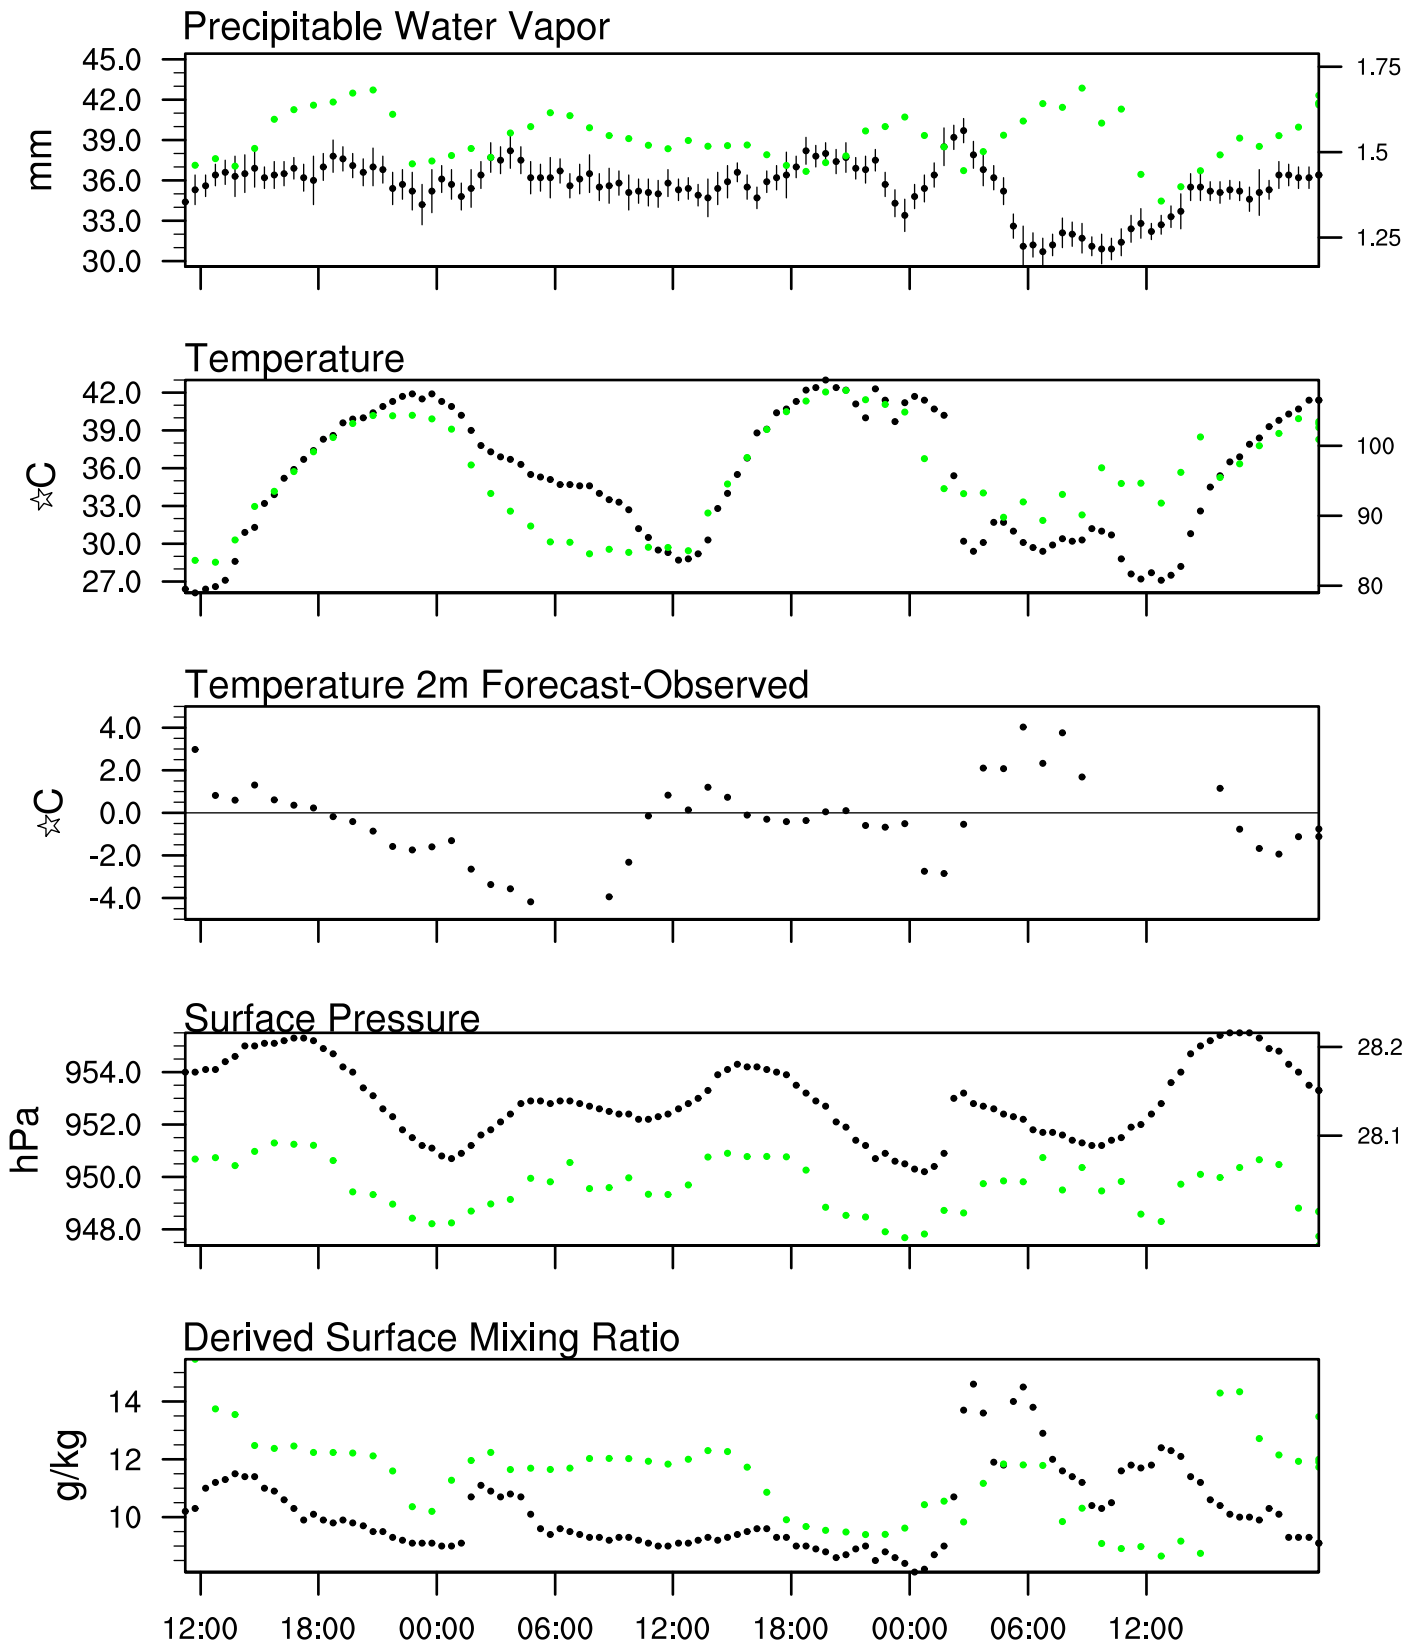 Precipitable Water Vapor
45.0
42.0
39.0
36.0
33.0
30.0
mm
1.75
1.5
1.25
Temperature
42.0
39.0
36.0
33.0
30.0
27.0
☆C
100
90
80
Temperature 2m Forecast-Observed
4.0
2.0
0.0
-2.0
-4.0
☆C
Surface Pressure
954.0
952.0
950.0
948.0
hPa
28.2
28.1
Derived Surface Mixing Ratio
14
12
10
g/kg
12:00 18:00 00:00 06:00 12:00 18:00 00:00 06:00 12:00